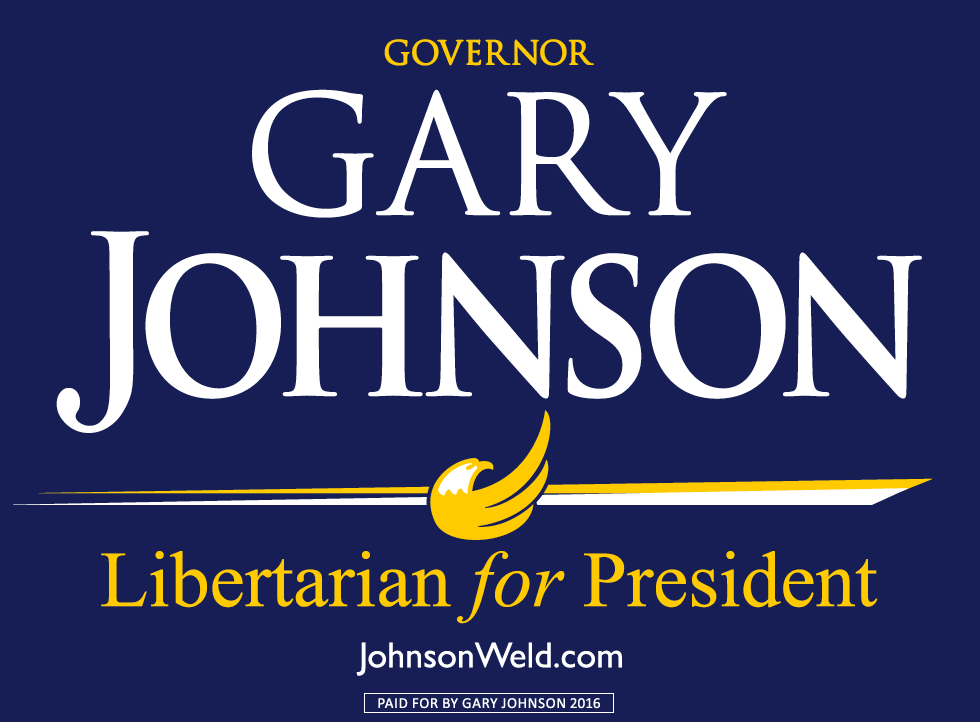 GOVERNOR
GARY
JOHNSON
Libertarian for President
JohnsonWeld.com
PAID FOR BY GARY JOHNSON 2016